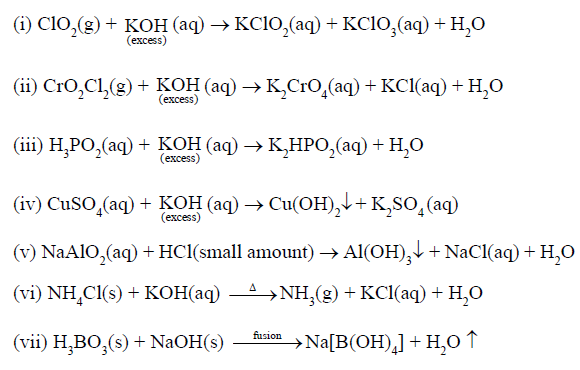 (i) ClO₂(g) + KOH (aq) → KClO₂(aq) + KClO₃(aq) + H₂O
(excess)
(ii) CrO₂Cl₂(g) + KOH (aq) → K₂CrO₄(aq) + KCl(aq) + H₂O
(excess)
(iii) H₃PO₂(aq) + KOH (aq) → K₂HPO₂(aq) + H₂O
(excess)
(iv) CuSO₄(aq) + KOH (aq) → Cu(OH)₂↓ + K₂SO₄(aq)
(excess)
(v) NaAlO₂(aq) + HCl(small amount) → Al(OH)₃↓ + NaCl(aq) + H₂O
(vi) NH₄Cl(s) + KOH(aq) —Δ→ NH₃(g) + KCl(aq) + H₂O
(vii) H₃BO₃(s) + NaOH(s) —fusion→ Na[B(OH)₄] + H₂O ↑